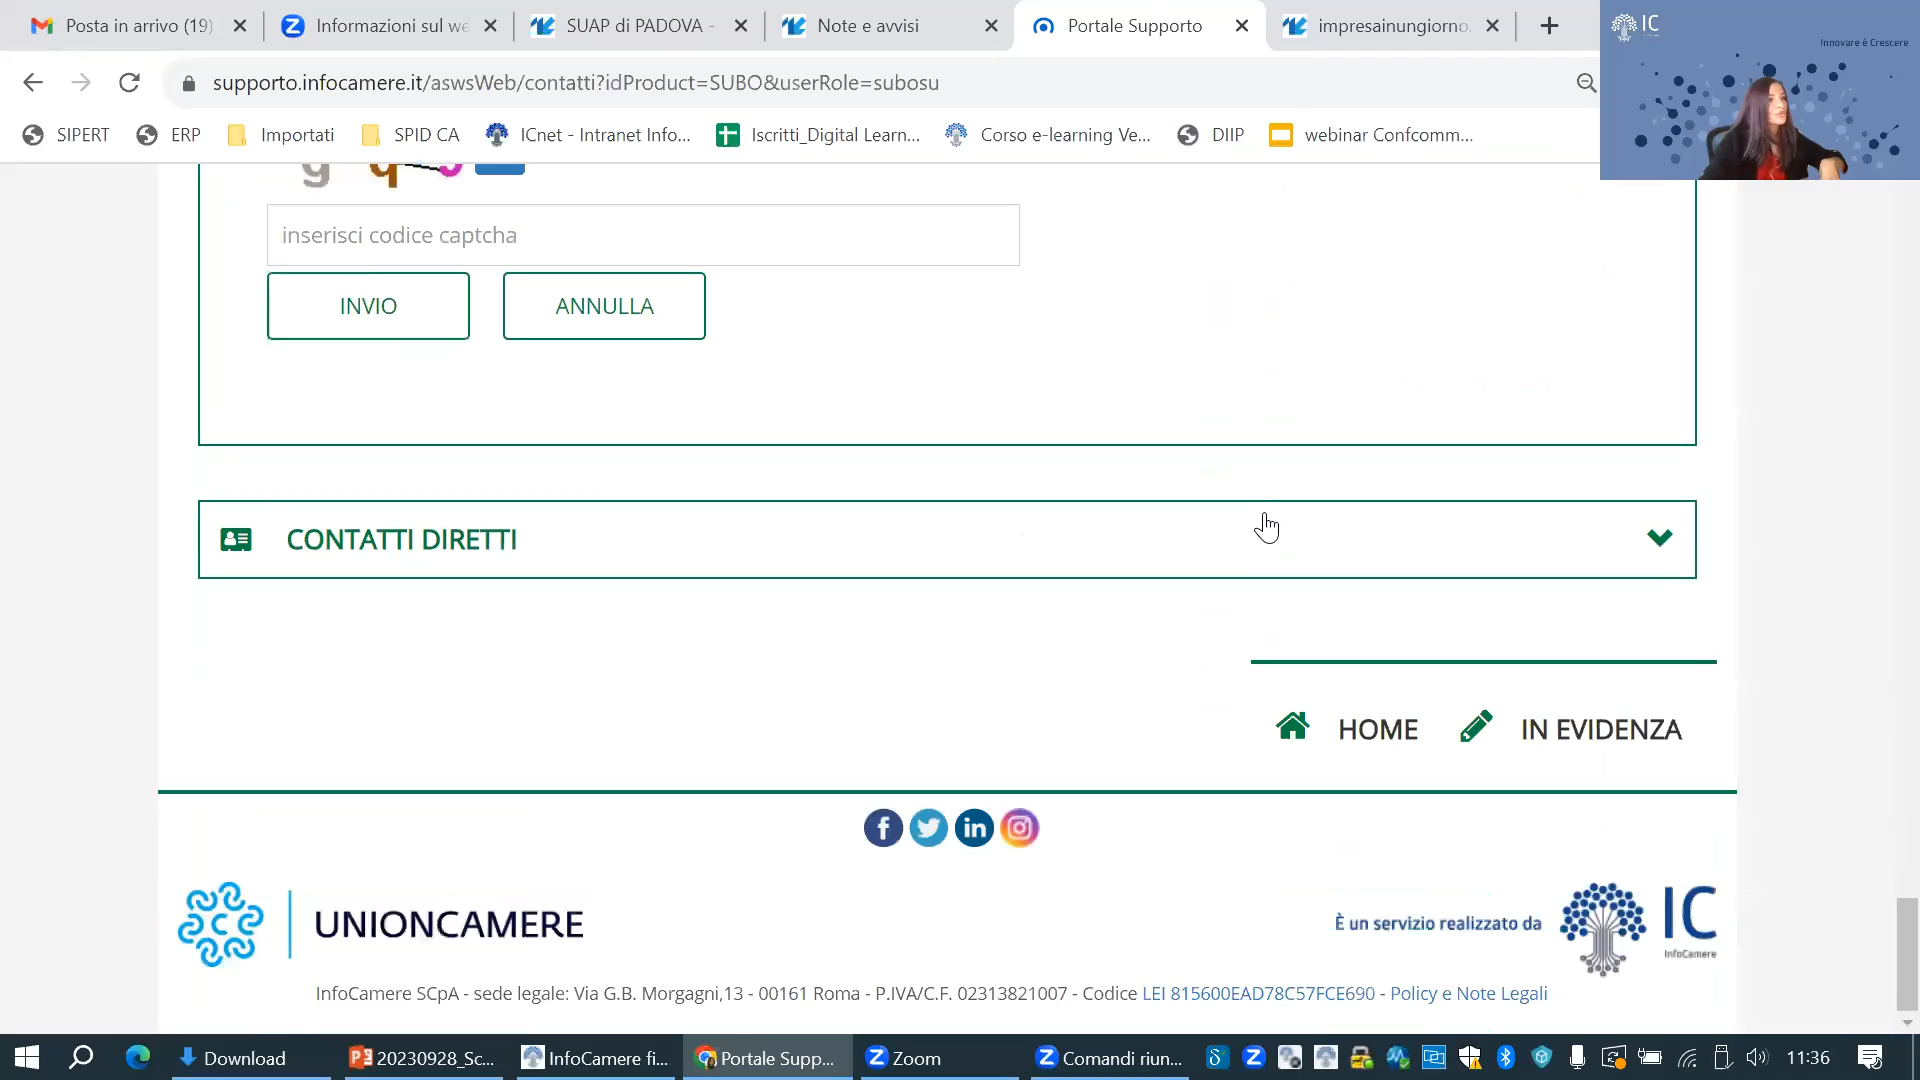 Posta in arrivo (19)
Informazioni sul we
SUAP di PADOVA -
Note e avvisi
Portale Supporto
impresainungiorno.
IC
Innovare è Crescere
supporto.infocamere.it/aswsWeb/contatti?idProduct=SUBO&userRole=subosu
SIPERT
ERP
Importati
SPID CA
ICnet - Intranet Info...
Iscritti_Digital Learn...
Corso e-learning Ve...
DIIP
webinar Confcomm...
inserisci codice captcha
INVIO
ANNULLA
CONTATTI DIRETTI
HOME
IN EVIDENZA
UNIONCAMERE
È un servizio realizzato da
IC
InfoCamere
InfoCamere SCpA - sede legale: Via G.B. Morgagni,13 - 00161 Roma - P.IVA/C.F. 02313821007 - Codice LEI 815600EAD78C57FCE690 - Policy e Note Legali
Download
20230928_Sc...
InfoCamere fi...
Portale Supp...
Zoom
Comandi riun...
11:36